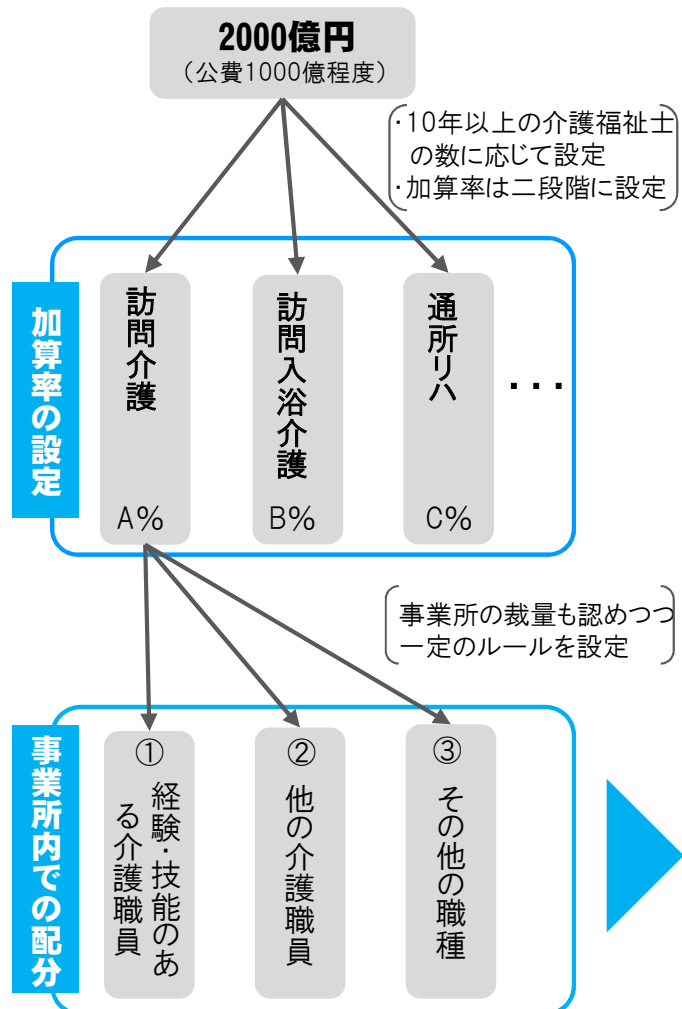 2000億円
（公費1000億程度）
・10年以上の介護福祉士
の数に応じて設定
・加算率は二段階に設定
加算率の設定
訪問介護
A%
訪問入浴介護
B%
通所リハ
C%
・・・
事業所の裁量も認めつつ
一定のルールを設定
事業所内での配分
①
経験・技能のあ
る介護職員
②
他の介護職員
③
その他の職種